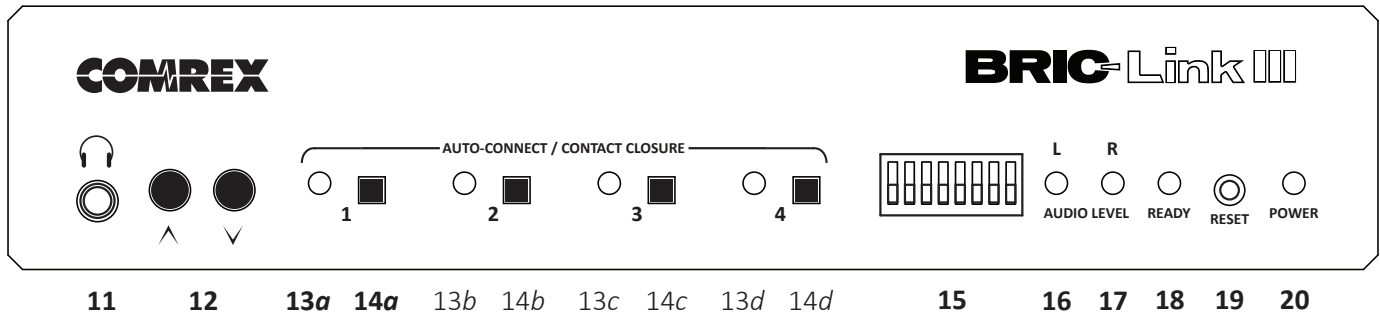 COMREX
BRIC-Link III
AUTO-CONNECT / CONTACT CLOSURE
L R
1 2 3 4
AUDIO LEVEL READY RESET POWER
11 12 13a 14a 13b 14b 13c 14c 13d 14d 15 16 17 18 19 20